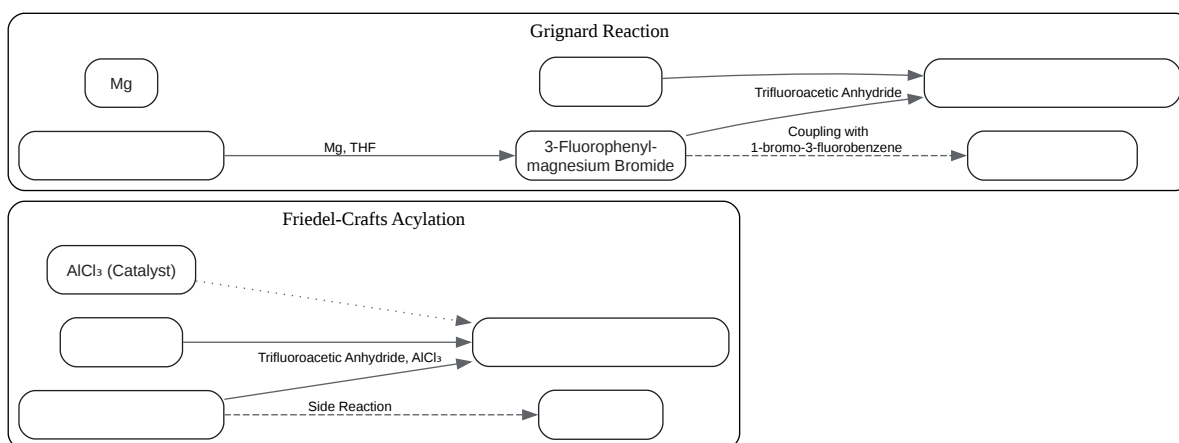 Grignard Reaction
Mg
Trifluoroacetic Anhydride
Mg, THF
3-Fluorophenyl-
magnesium Bromide
Coupling with
1-bromo-3-fluorobenzene
Friedel-Crafts Acylation
AlCl₃ (Catalyst)
Trifluoroacetic Anhydride, AlCl₃
Side Reaction